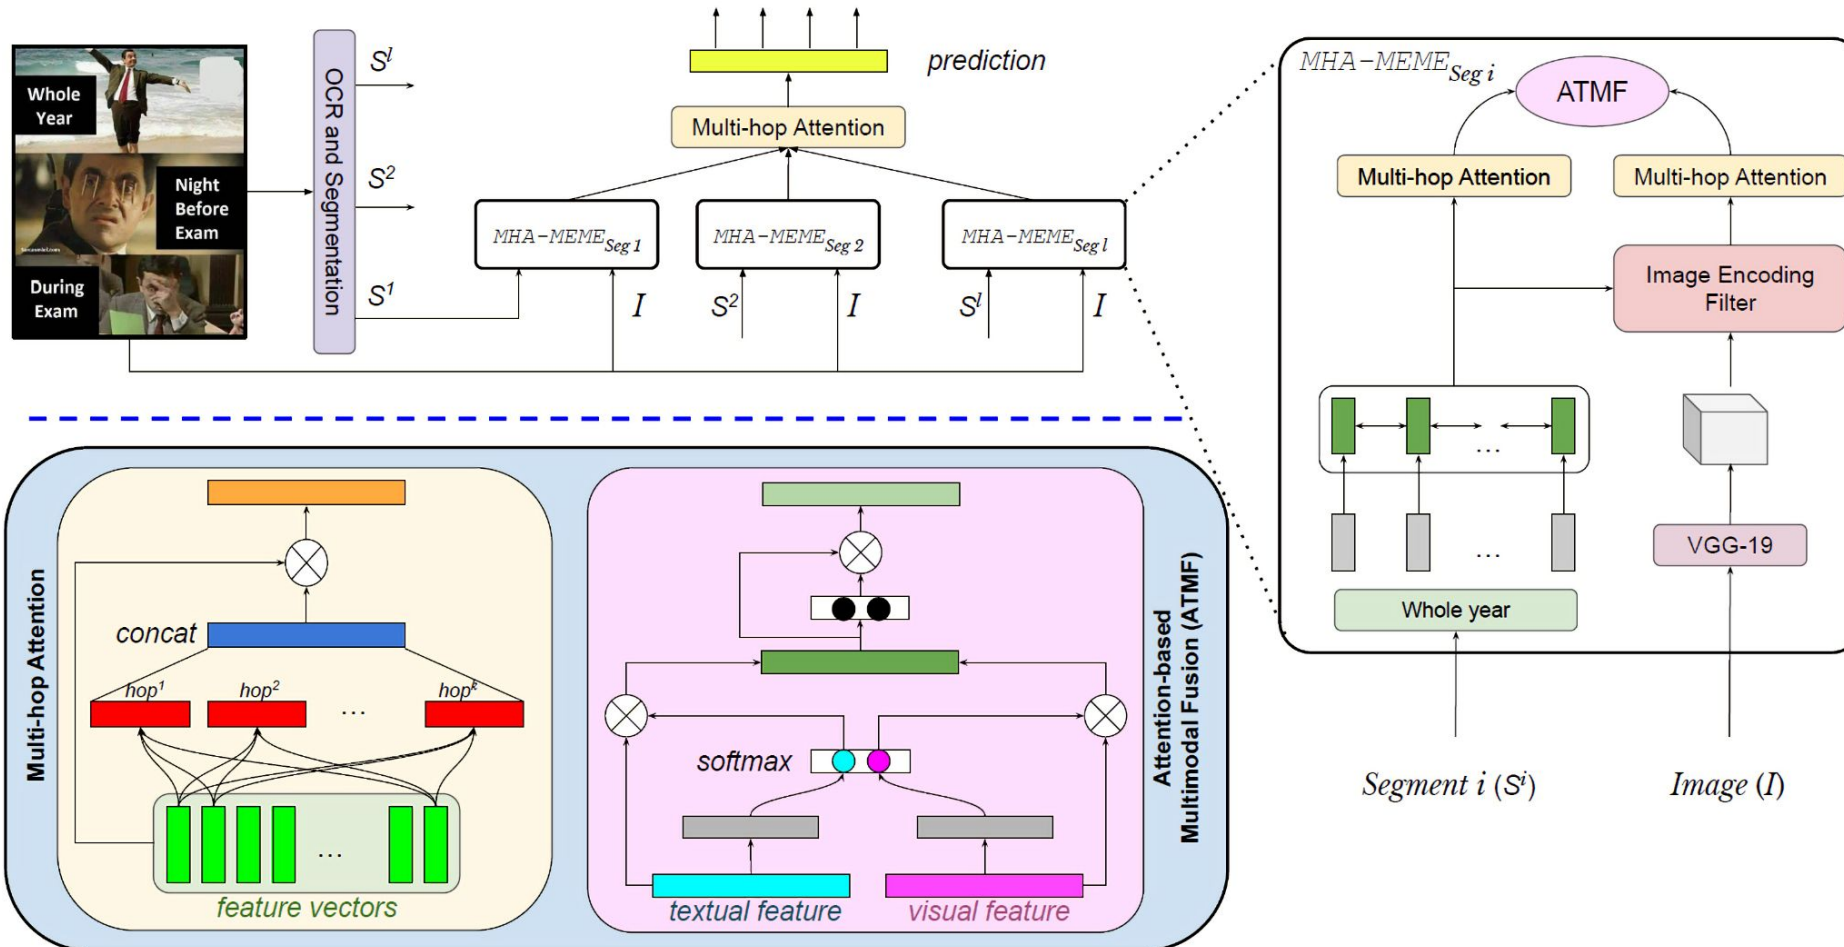 Whole
Year
Night
Before
Exam
During
Exam
OCR and Segmentation
S^l
S^2
S^1
prediction
Multi-hop Attention
MHA-MEME_Seg 1
MHA-MEME_Seg 2
MHA-MEME_Seg l
I
S^2
I
S^l
I
MHA-MEME_Seg i
ATMF
Multi-hop Attention
Multi-hop Attention
Image Encoding
Filter
...
...
VGG-19
Whole year
Segment i (S^i)
Image (I)
Multi-hop Attention
concat
hop^1
hop^2
...
hop^k
...
feature vectors
softmax
textual feature
visual feature
Attention-based
Multimodal Fusion (ATMF)